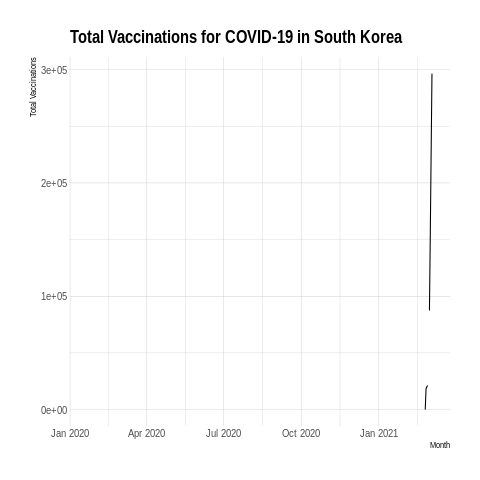 Total Vaccinations for COVID-19 in South Korea
Total Vaccinations
3e+05
2e+05
1e+05
0e+00
Jan 2020 Apr 2020 Jul 2020 Oct 2020 Jan 2021
Month